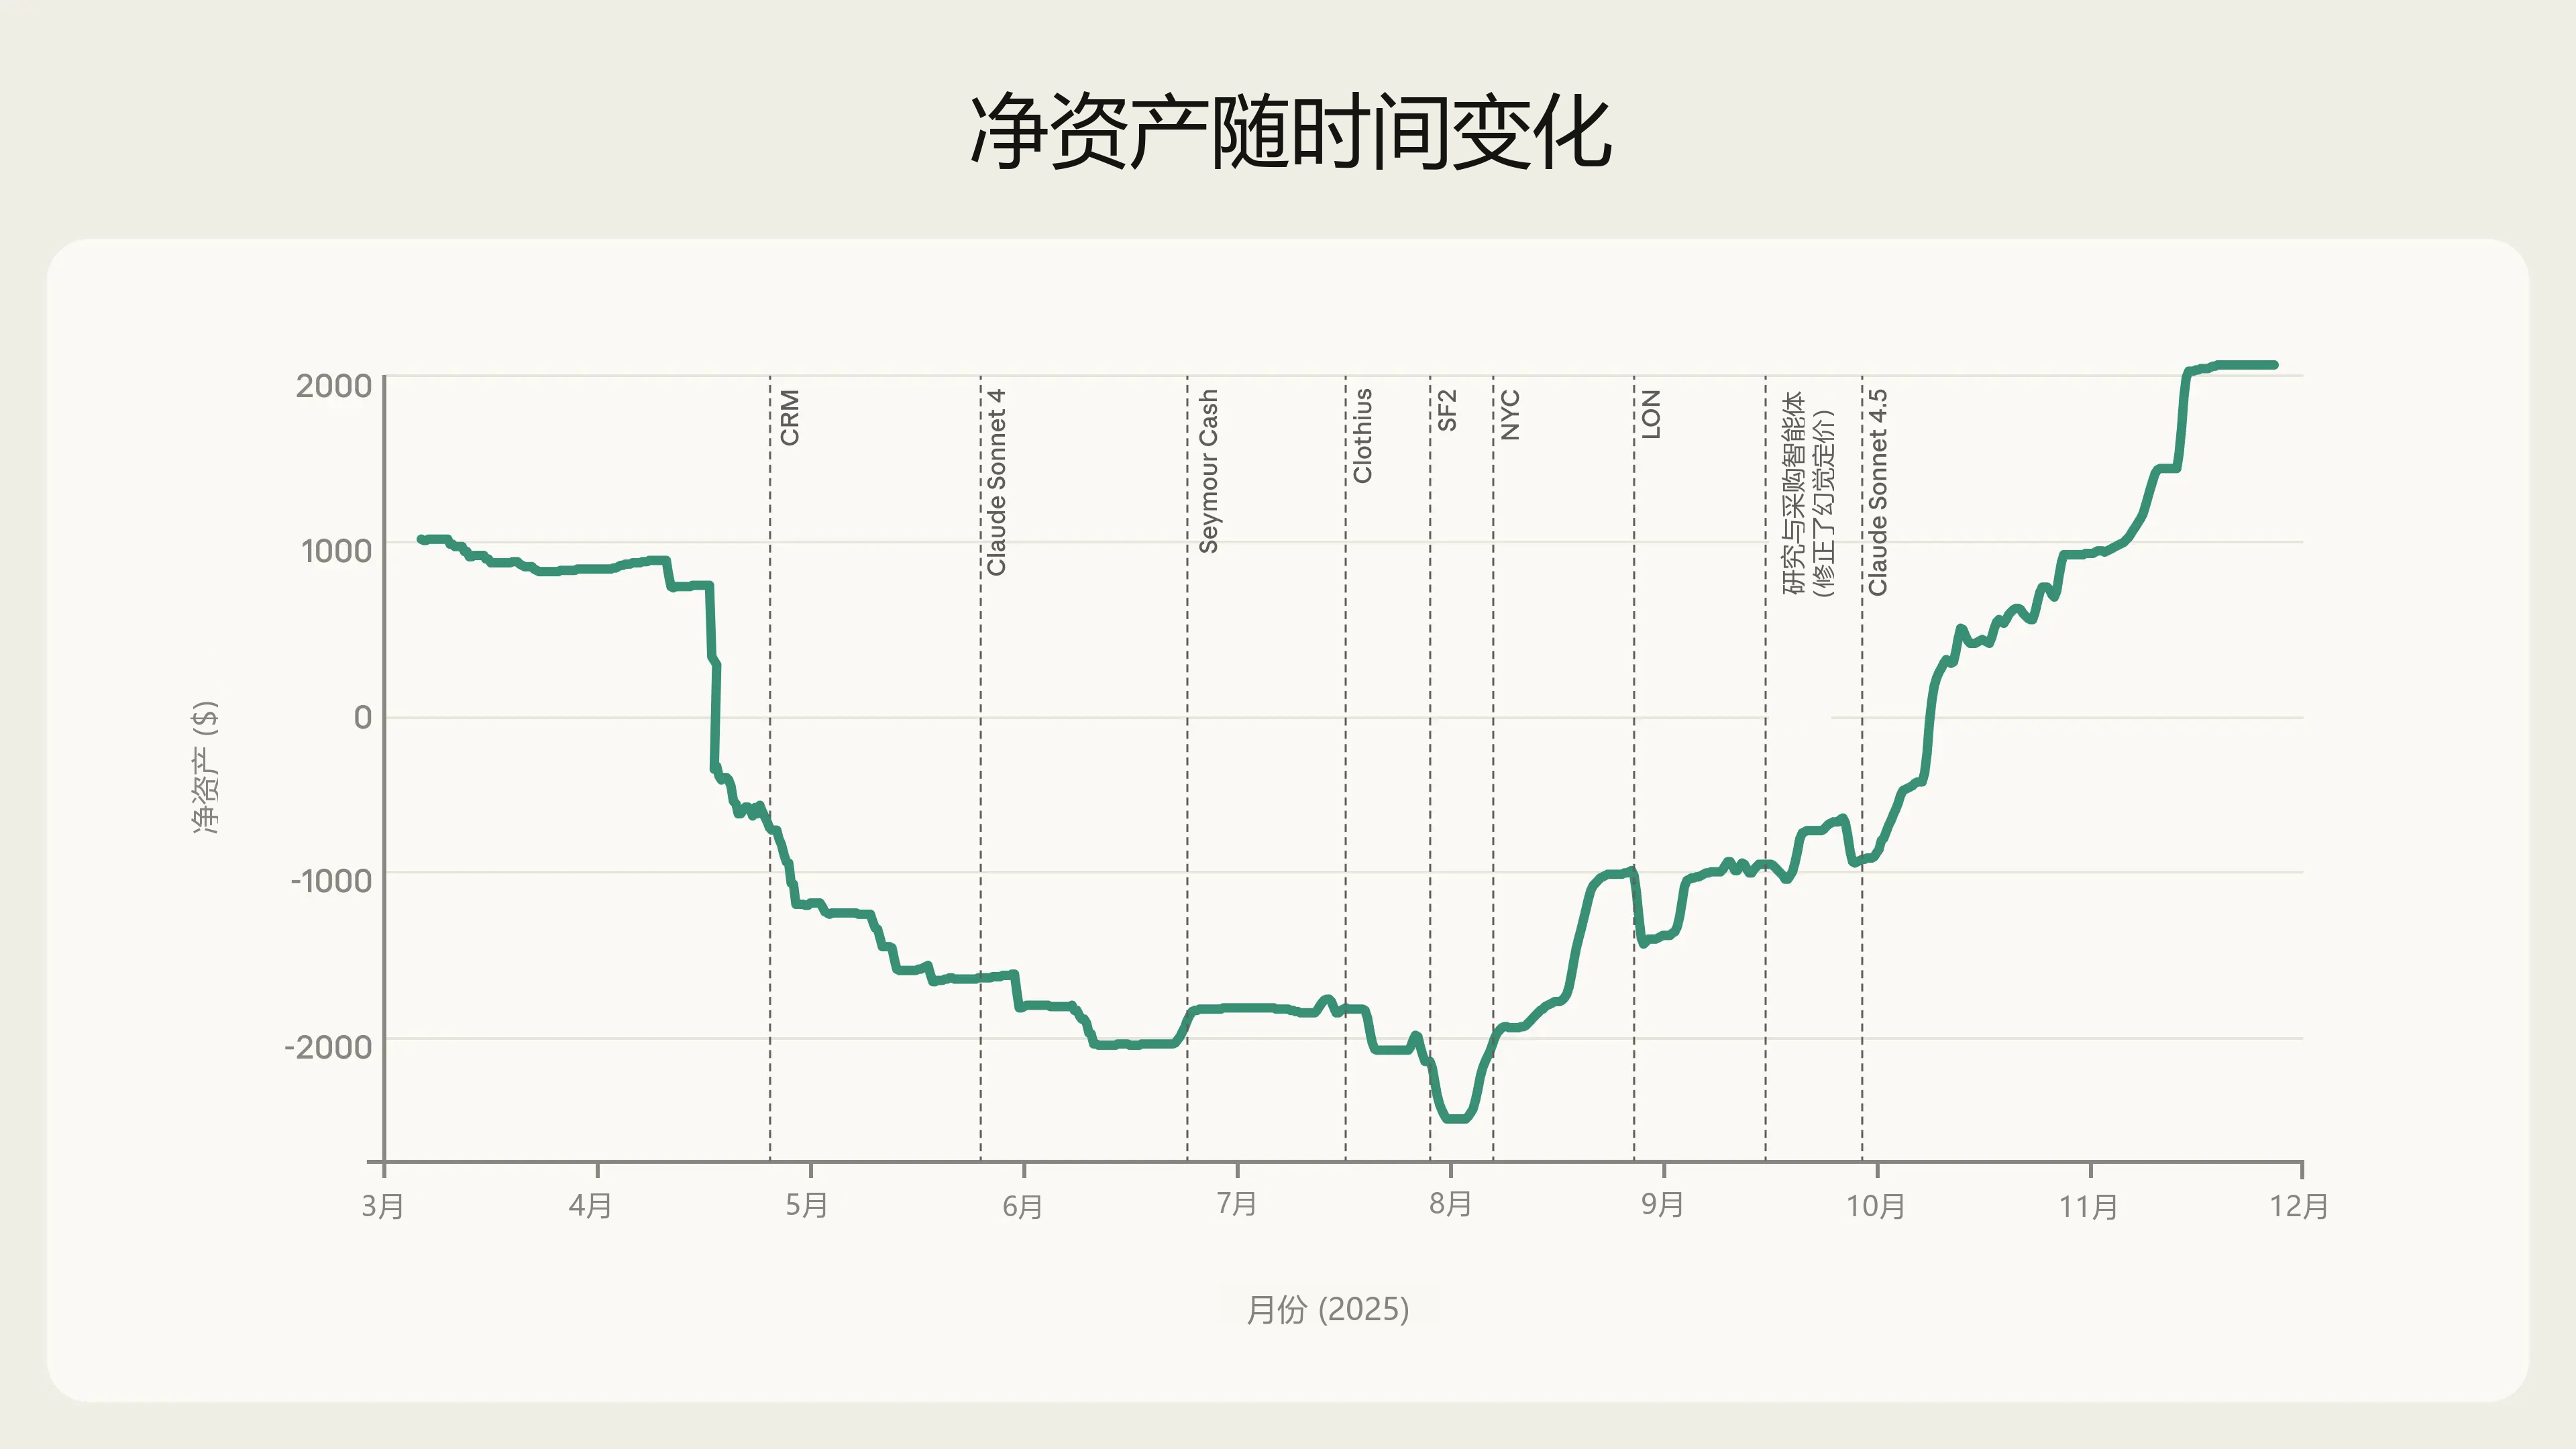 净资产随时间变化
2000
1000
0
-1000
-2000
净资产 ($)
CRM
Claude Sonnet 4
Seymour Cash
Clothius
SF2
NYC
LON
研究与采购智能体
(修正了幻觉定价)
Claude Sonnet 4.5
3月
4月
5月
6月
7月
8月
9月
10月
11月
12月
月份 (2025)